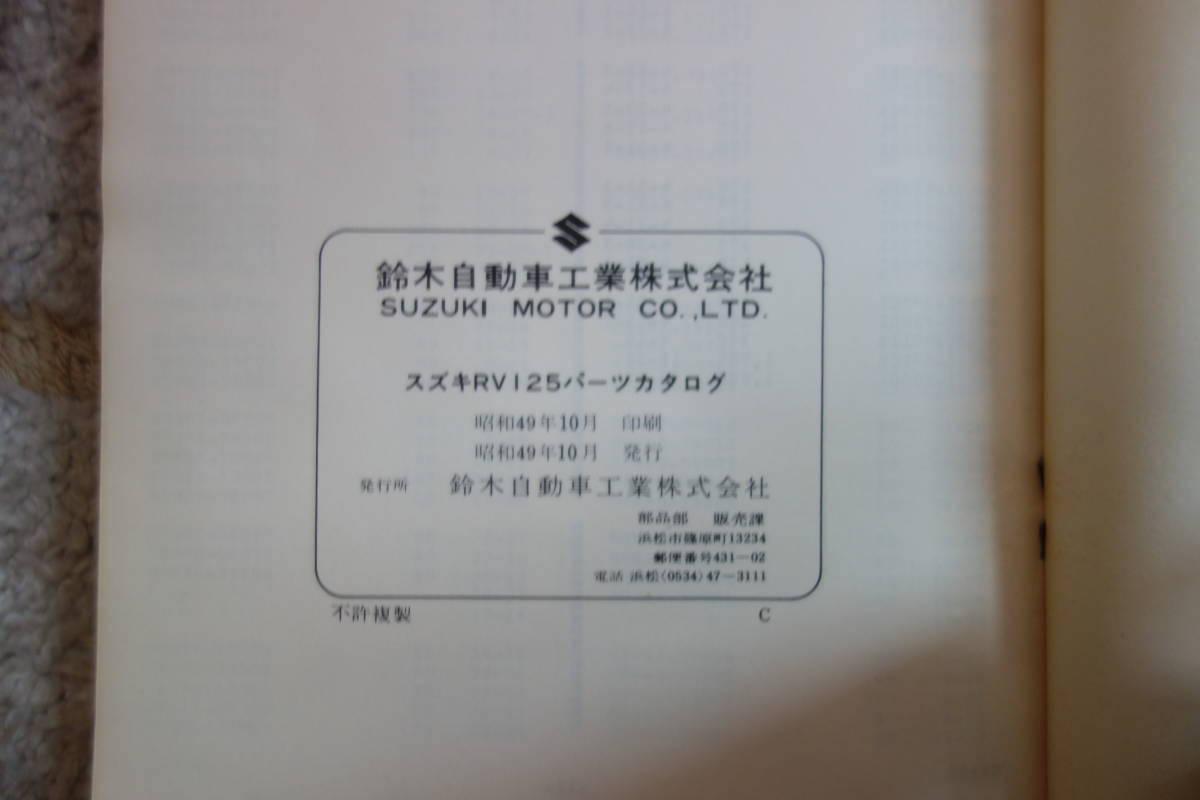 鈴木自動車工業株式会社
SUZUKI MOTOR CO.,LTD.
スズキRV125パーツカタログ
昭和49年10月 印刷
昭和49年10月 発行
発行所 鈴木自動車工業株式会社
部品部 販売課
浜松市篠原町13234
郵便番号431-02
電話 浜松(0534)47-3111
不許複製 C